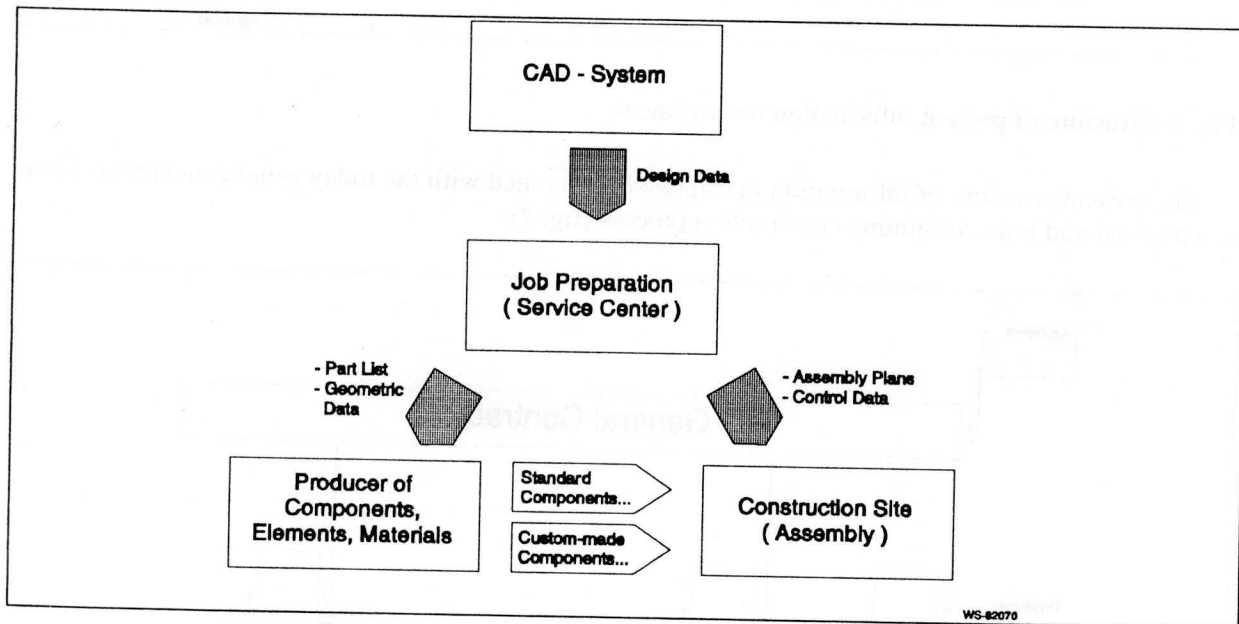 CAD - System
Design Data
Job Preparation
( Service Center )
- Part List
- Geometric
Data
- Assembly Plans
- Control Data
Producer of
Components,
Elements, Materials
Standard
Components...
Custom-made
Components...
Construction Site
( Assembly )
WS-82070